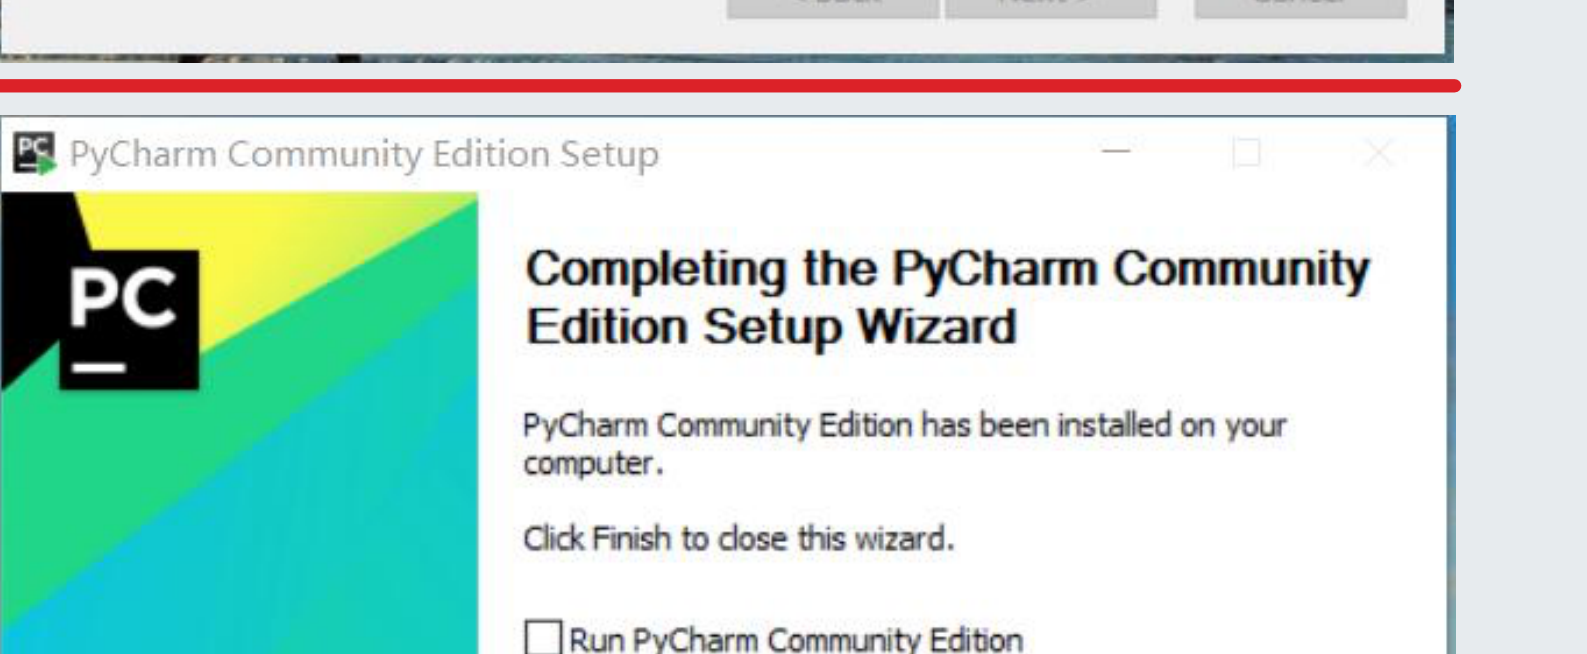 PyCharm Community Edition Setup
PC
Completing the PyCharm Community
Edition Setup Wizard
PyCharm Community Edition has been installed on your
computer.
Click Finish to close this wizard.
Run PyCharm Community Edition